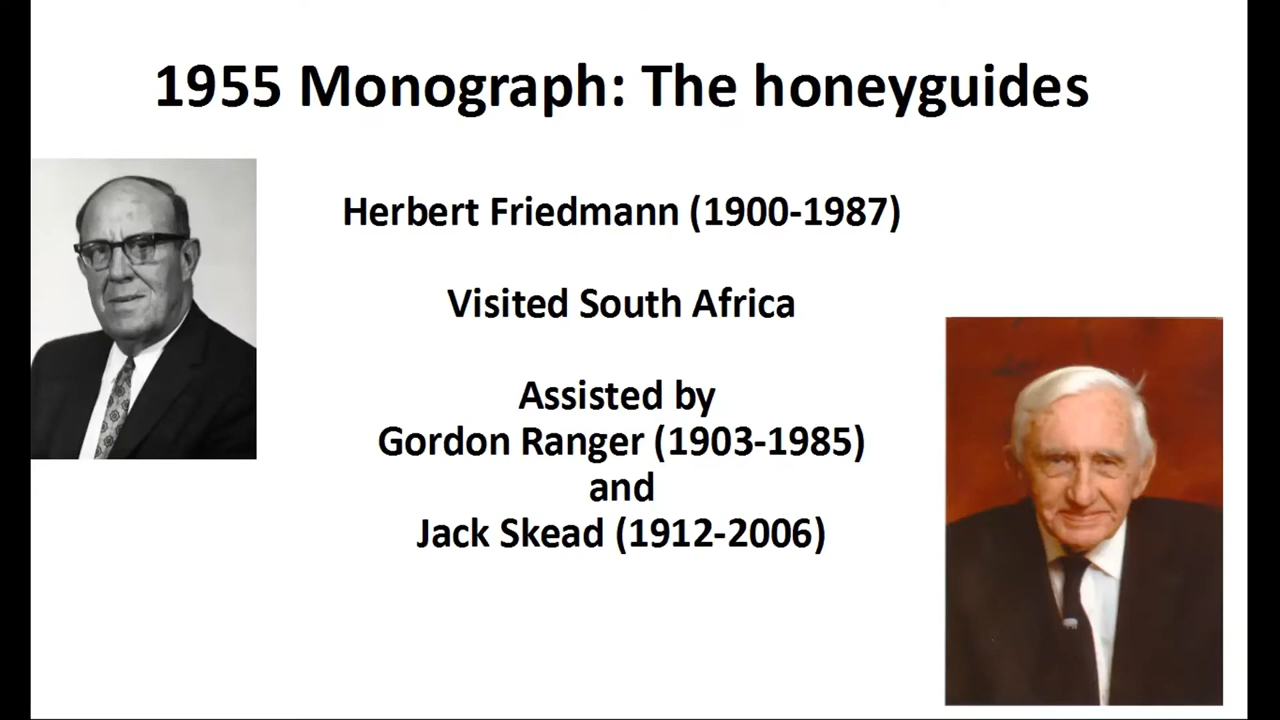 1955 Monograph: The honeyguides
Herbert Friedmann (1900-1987)
Visited South Africa
Assisted by
Gordon Ranger (1903-1985)
and
Jack Skead (1912-2006)